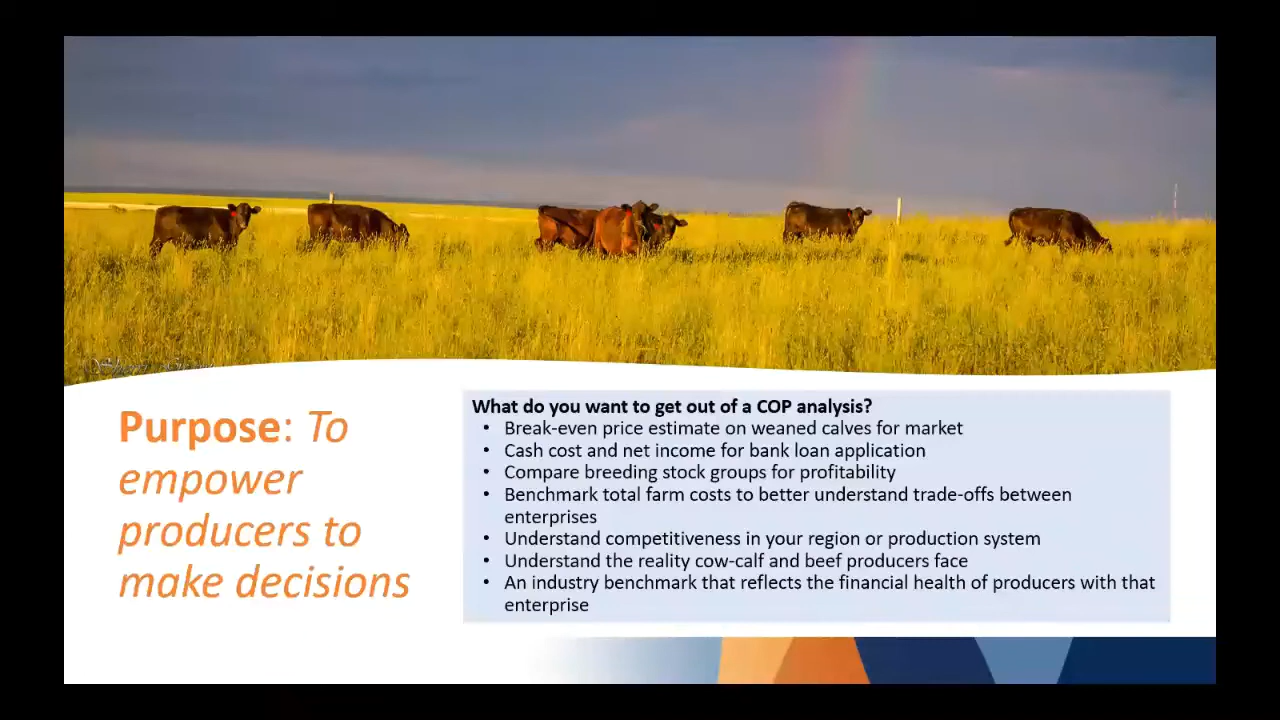 Purpose: To
empower
producers to
make decisions
What do you want to get out of a COP analysis?
• Break-even price estimate on weaned calves for market
• Cash cost and net income for bank loan application
• Compare breeding stock groups for profitability
• Benchmark total farm costs to better understand trade-offs between
enterprises
• Understand competitiveness in your region or production system
• Understand the reality cow-calf and beef producers face
• An industry benchmark that reflects the financial health of producers with that
enterprise